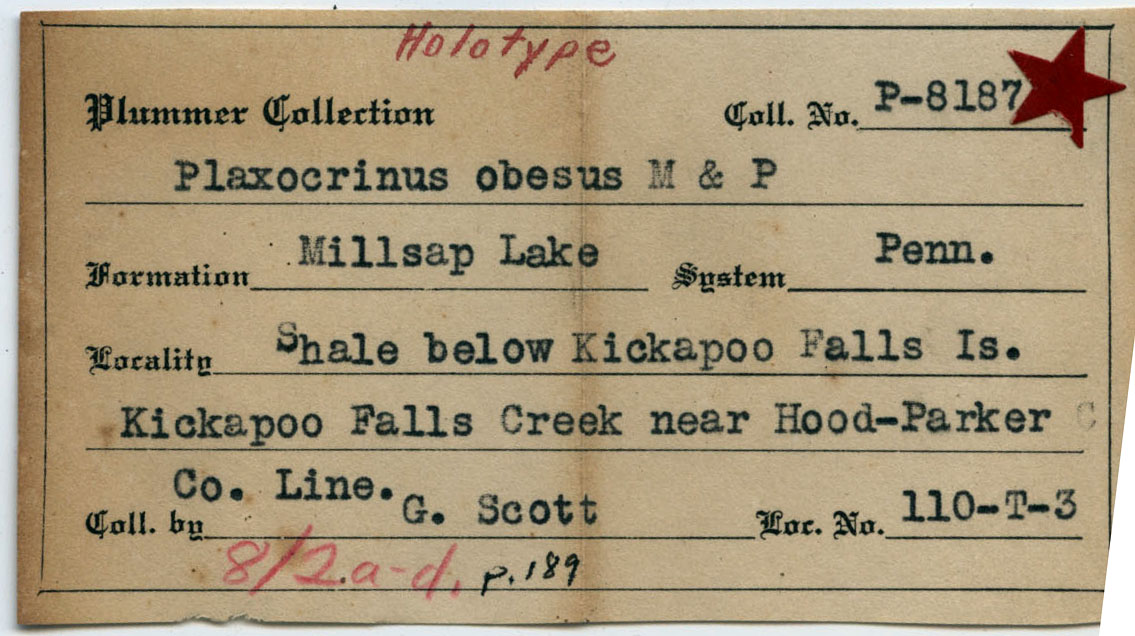 Holotype
Plummer Collection Coll. No. P-8187
Plaxocrinus obesus M & P
Formation Millsap Lake System Penn.
Locality Shale below Kickapoo Falls Is.
Kickapoo Falls Creek near Hood-Parker C
Co. Line.
Coll. by G. Scott Loc. No. 110-T-3
8/2.a-d. p.189